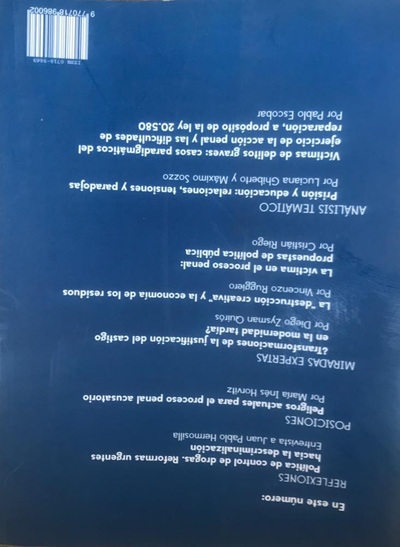 En este número:
REFLEXIONES
Política de control de drogas. Reformas urgentes
hacia la descriminalización
Entrevista a Juan Pablo Hermosilla
POSICIONES
Peligros actuales para el proceso penal acusatorio
Por María Inés Horvitz
MIRADAS EXPERTAS
¿Transformaciones de la justificación del castigo
en la modernidad tardía?
Por Diego Zysman Quirós
La "destrucción creativa" y la economía de los residuos
Por Vincenzo Ruggiero
La víctima en el proceso penal:
propuestas de política pública
Por Cristián Riego
ANÁLISIS TEMÁTICO
Prisión y educación: relaciones, tensiones y paradojas
Por Luciana Ghiberto y Máximo Sozzo
Víctimas de delitos graves: casos paradigmáticos del
ejercicio de la acción penal y las dificultades de
reparación, a propósito de la ley 20.580
Por Pablo Escobar